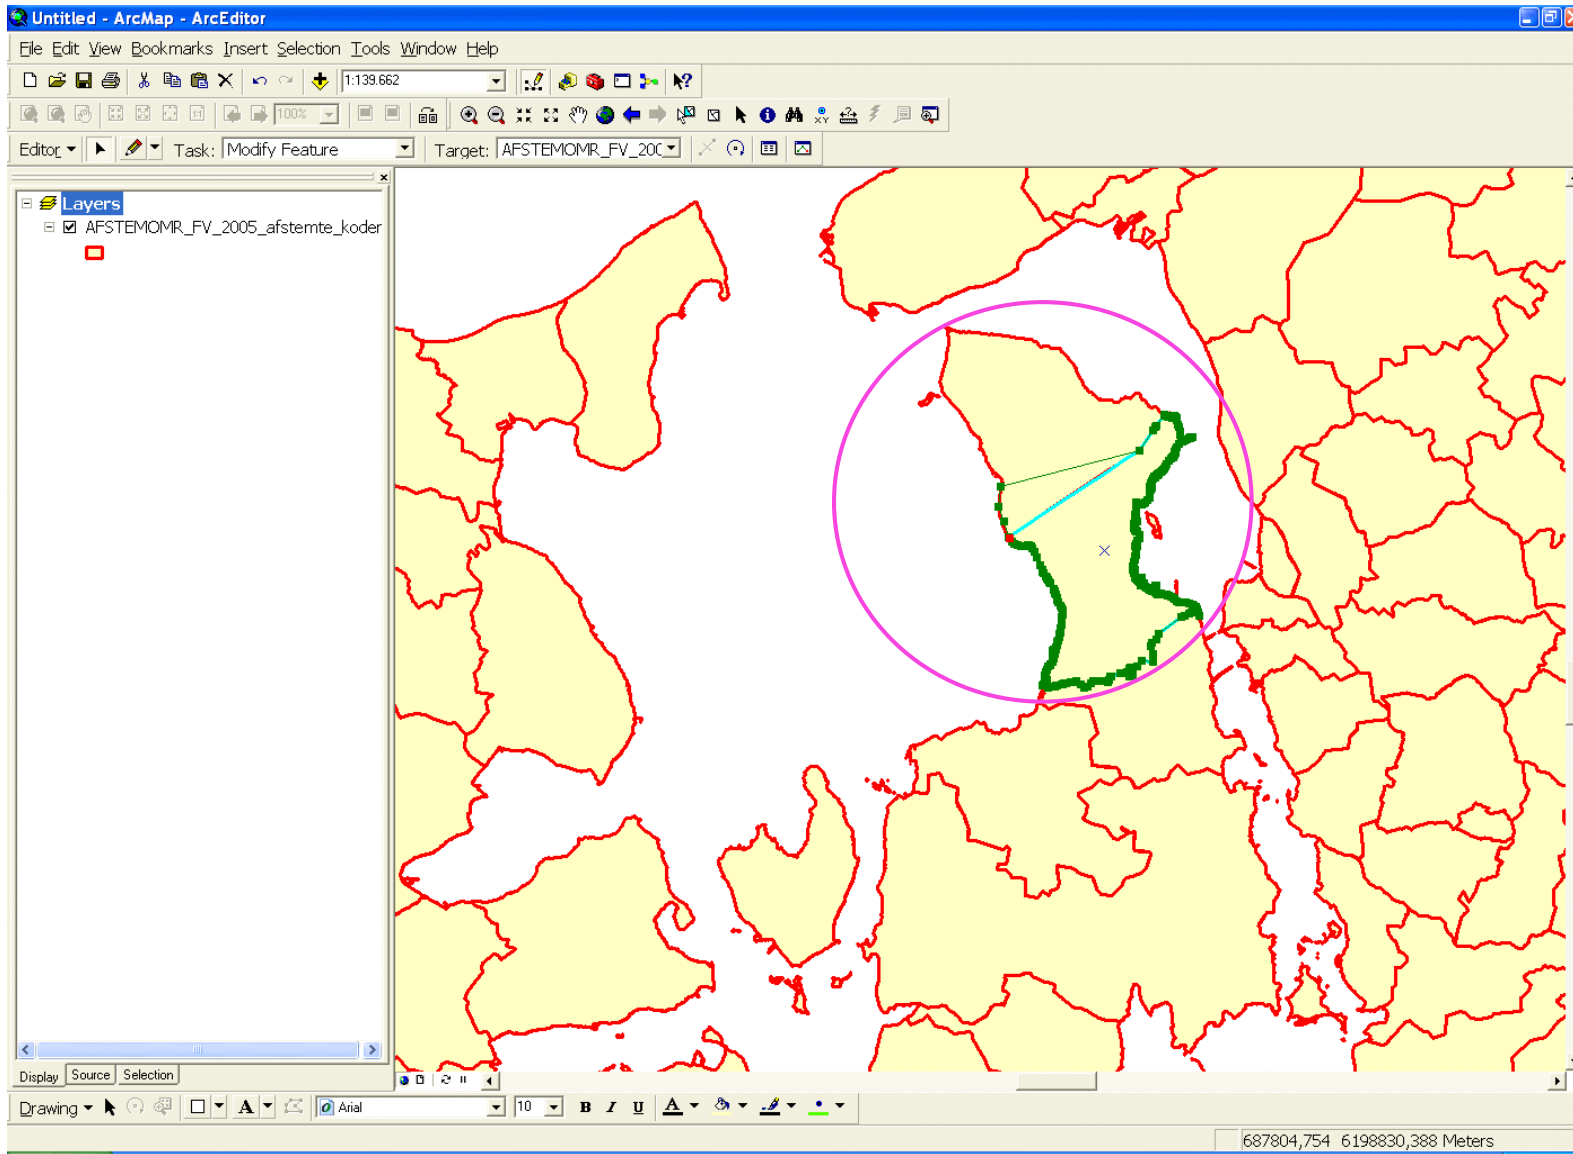 Untitled - ArcMap - ArcEditor
File Edit View Bookmarks Insert Selection Tools Window Help
1:139.662
100%
Editor Task: Modify Feature Target: AFSTEMOMR_FV_200
Layers
AFSTEMOMR_FV_2005_afstemte_koder
Display Source Selection
Drawing A Arial 10 B I U A
687804,754 6198830,388 Meters